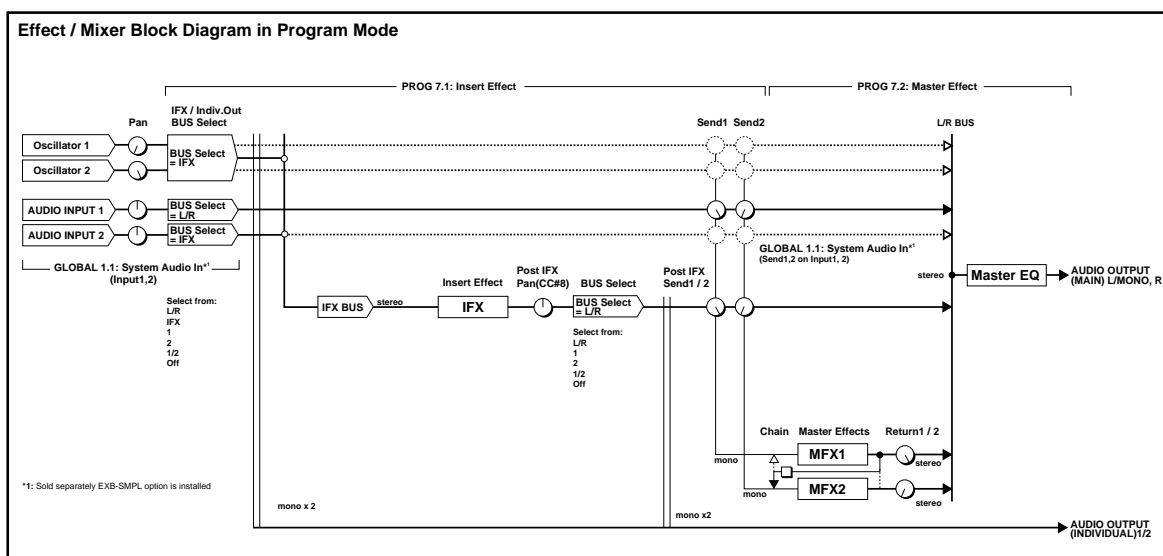 Effect / Mixer Block Diagram in Program Mode
PROG 7.1: Insert Effect
PROG 7.2: Master Effect
Pan
IFX / Indiv.Out
BUS Select
Send1
Send2
L/R BUS
Oscillator 1
Oscillator 2
BUS Select
= IFX
AUDIO INPUT 1
BUS Select
= L/R
AUDIO INPUT 2
BUS Select
= IFX
GLOBAL 1.1: System Audio In*1
(Input1,2)
GLOBAL 1.1: System Audio In*1
(Send1,2 on Input1, 2)
Select from:
L/R
IFX
1
2
1/2
Off
IFX BUS
stereo
Insert Effect
IFX
Post IFX
Pan(CC#8)
BUS Select
BUS Select
= L/R
Select from:
L/R
1
2
1/2
Off
Post IFX
Send1 / 2
stereo
Master EQ
AUDIO OUTPUT
(MAIN) L/MONO, R
Chain
Master Effects
Return1 / 2
mono
MFX1
stereo
mono
MFX2
stereo
*1: Sold separately EXB-SMPL option is installed
mono x 2
mono x2
AUDIO OUTPUT
(INDIVIDUAL)1/2